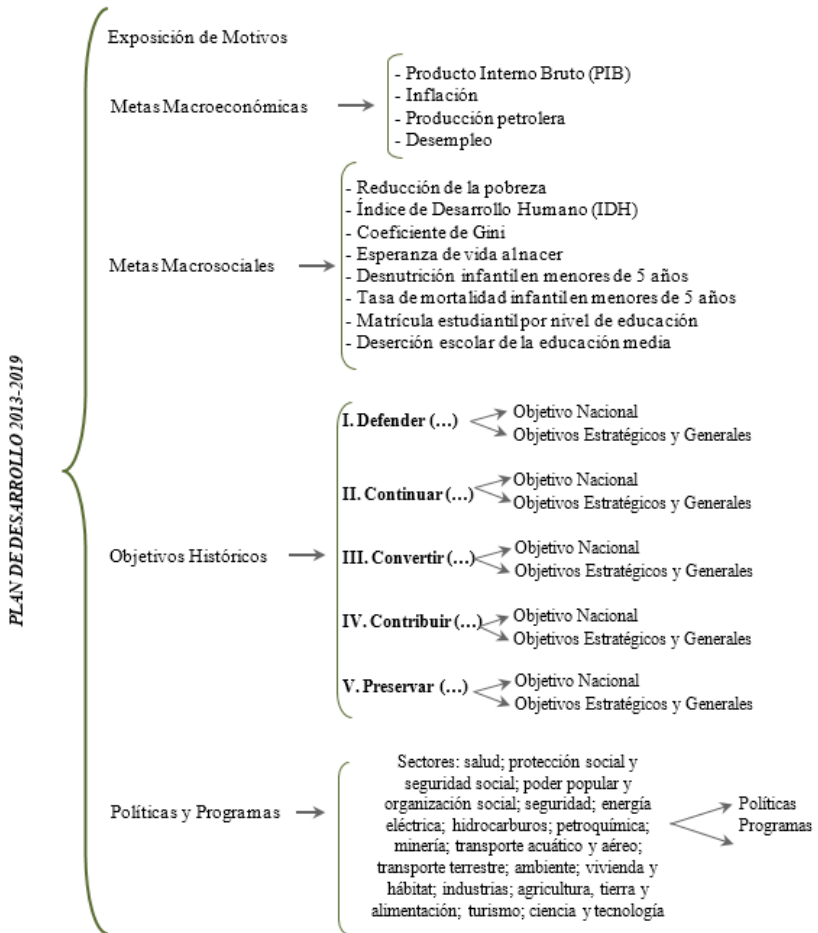 PLAN DE DESARROLLO 2013-2019
Exposición de Motivos
Metas Macroeconómicas
- Producto Interno Bruto (PIB)
- Inflación
- Producción petrolera
- Desempleo
Metas Macrosociales
- Reducción de la pobreza
- Índice de Desarrollo Humano (IDH)
- Coeficiente de Gini
- Esperanza de vida al nacer
- Desnutrición infantil en menores de 5 años
- Tasa de mortalidad infantil en menores de 5 años
- Matrícula estudiantil por nivel de educación
- Deserción escolar de la educación media
Objetivos Históricos
I. Defender (...)
Objetivo Nacional
Objetivos Estratégicos y Generales
II. Continuar (...)
Objetivo Nacional
Objetivos Estratégicos y Generales
III. Convertir (...)
Objetivo Nacional
Objetivos Estratégicos y Generales
IV. Contribuir (...)
Objetivo Nacional
Objetivos Estratégicos y Generales
V. Preservar (...)
Objetivo Nacional
Objetivos Estratégicos y Generales
Políticas y Programas
Sectores: salud; protección social y
seguridad social; poder popular y
organización social; seguridad; energía
eléctrica; hidrocarburos; petroquímica;
minería; transporte acuático y aéreo;
transporte terrestre; ambiente; vivienda y
hábitat; industrias; agricultura, tierra y
alimentación; turismo; ciencia y tecnología
Políticas
Programas